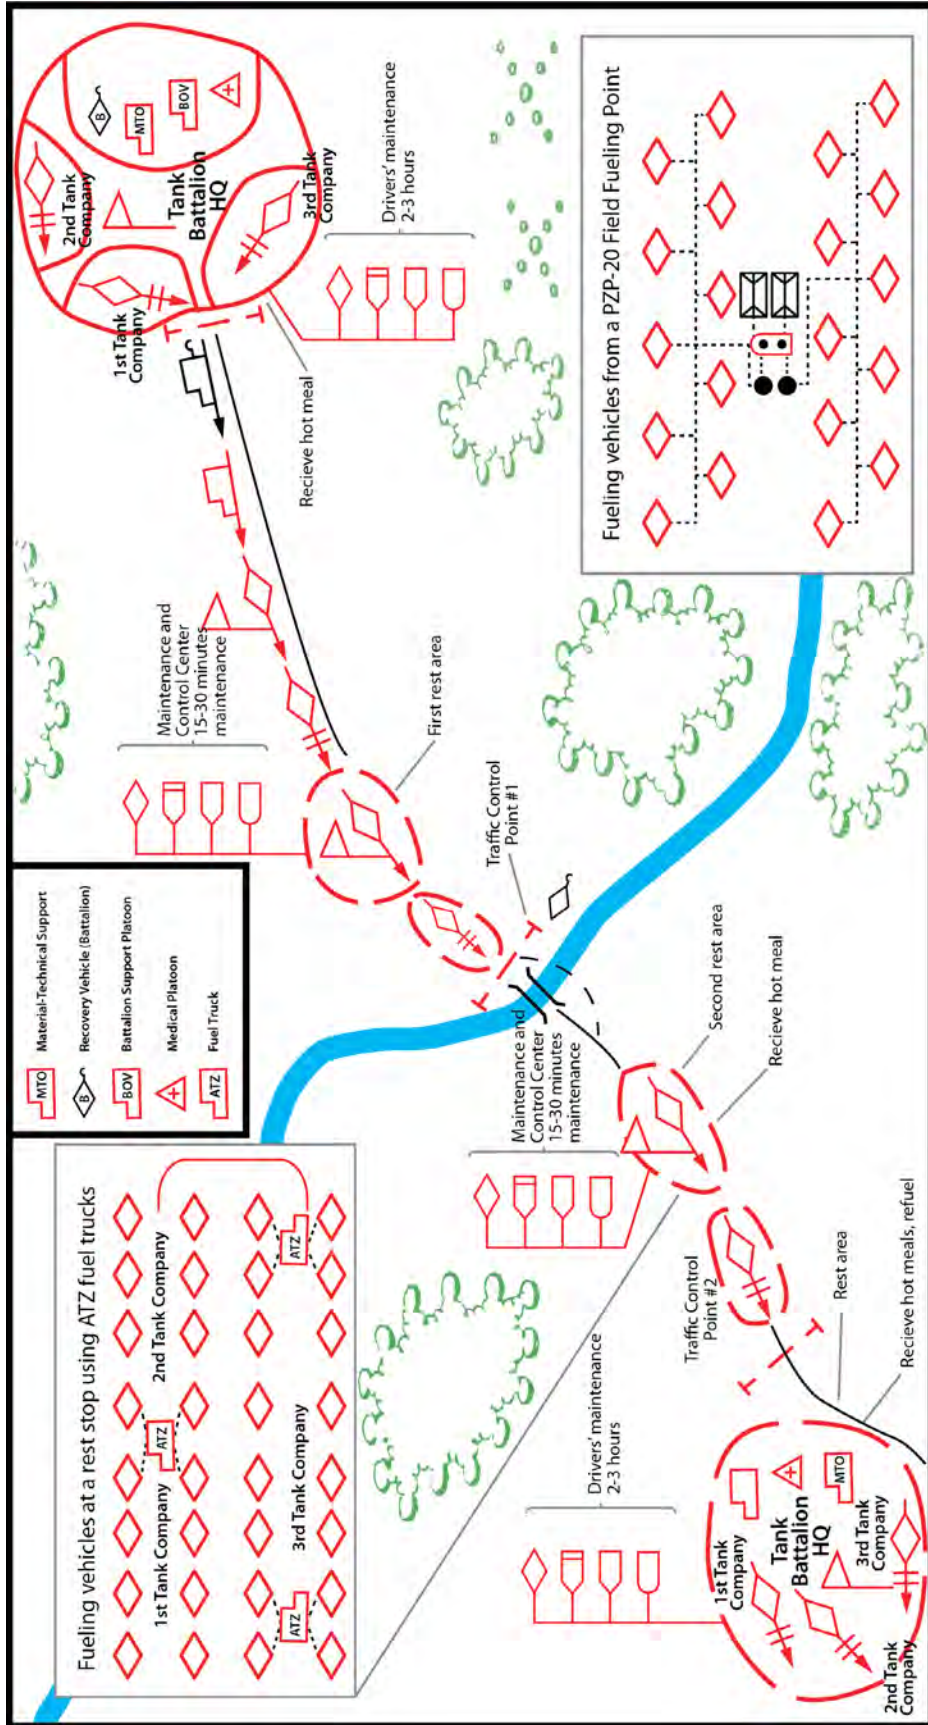 Fueling vehicles at a rest stop using ATZ fuel trucks
1st Tank Company
2nd Tank Company
3rd Tank Company
ATZ
ATZ
ATZ
MTO
Material-Technical Support
B
Recovery Vehicle (Battalion)
BOV
Battalion Support Platoon
Medical Platoon
ATZ
Fuel Truck
Maintenance and
Control Center
15-30 minutes
maintenance
1st Tank
Company
2nd Tank
Company
Tank
Battalion
HQ
B
MTO
BOV
3rd Tank
Company
Drivers' maintenance
2-3 hours
Recieve hot meal
First rest area
Traffic Control
Point #1
Maintenance and
Control Center
15-30 minutes
maintenance
Second rest area
Recieve hot meal
Traffic Control
Point #2
Rest area
Recieve hot meals, refuel
Drivers' maintenance
2-3 hours
1st Tank
Company
Tank
Battalion
HQ
MTO
3rd Tank
Company
2nd Tank
Company
Fueling vehicles from a PZP-20 Field Fueling Point